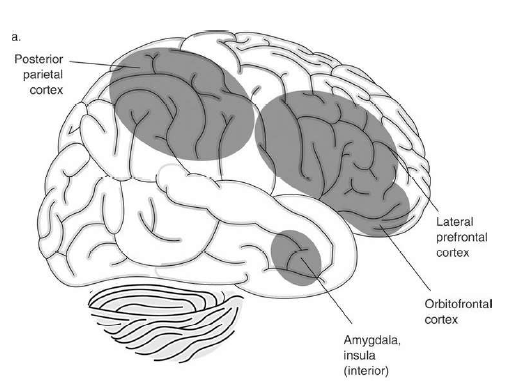 a.
Posterior
parietal
cortex
Lateral
prefrontal
cortex
Orbitofrontal
cortex
Amygdala,
insula
(interior)